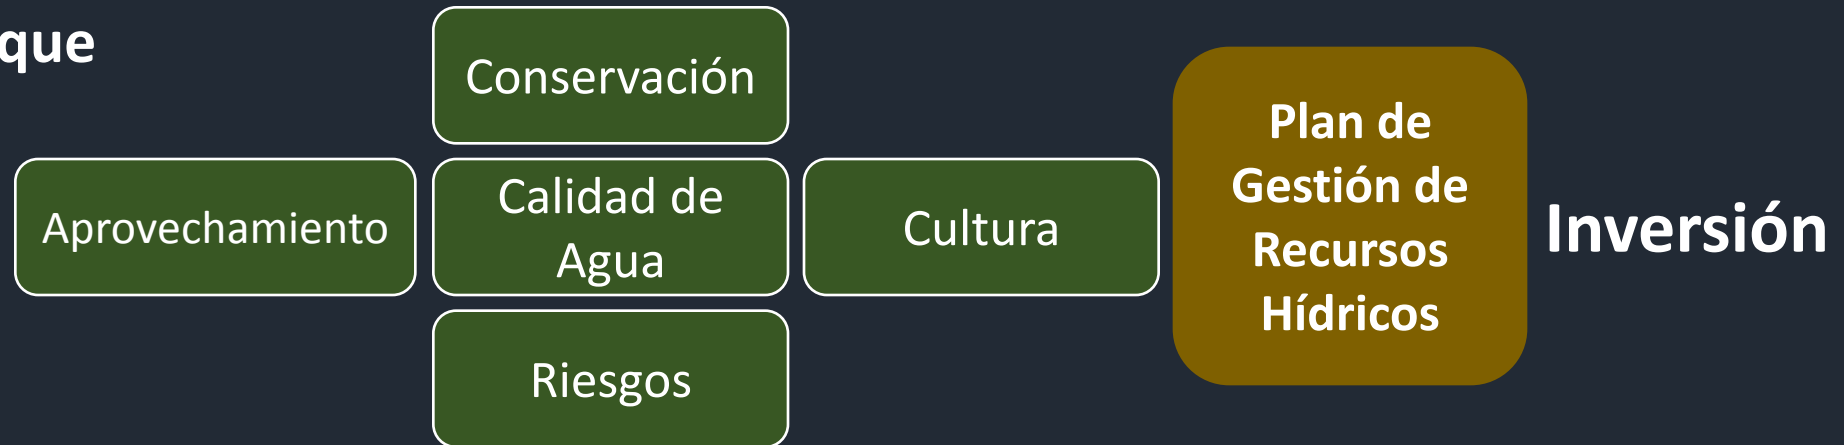 que
Conservación
Aprovechamiento
Calidad de
Agua
Cultura
Riesgos
Plan de
Gestión de
Recursos
Hídricos
Inversión